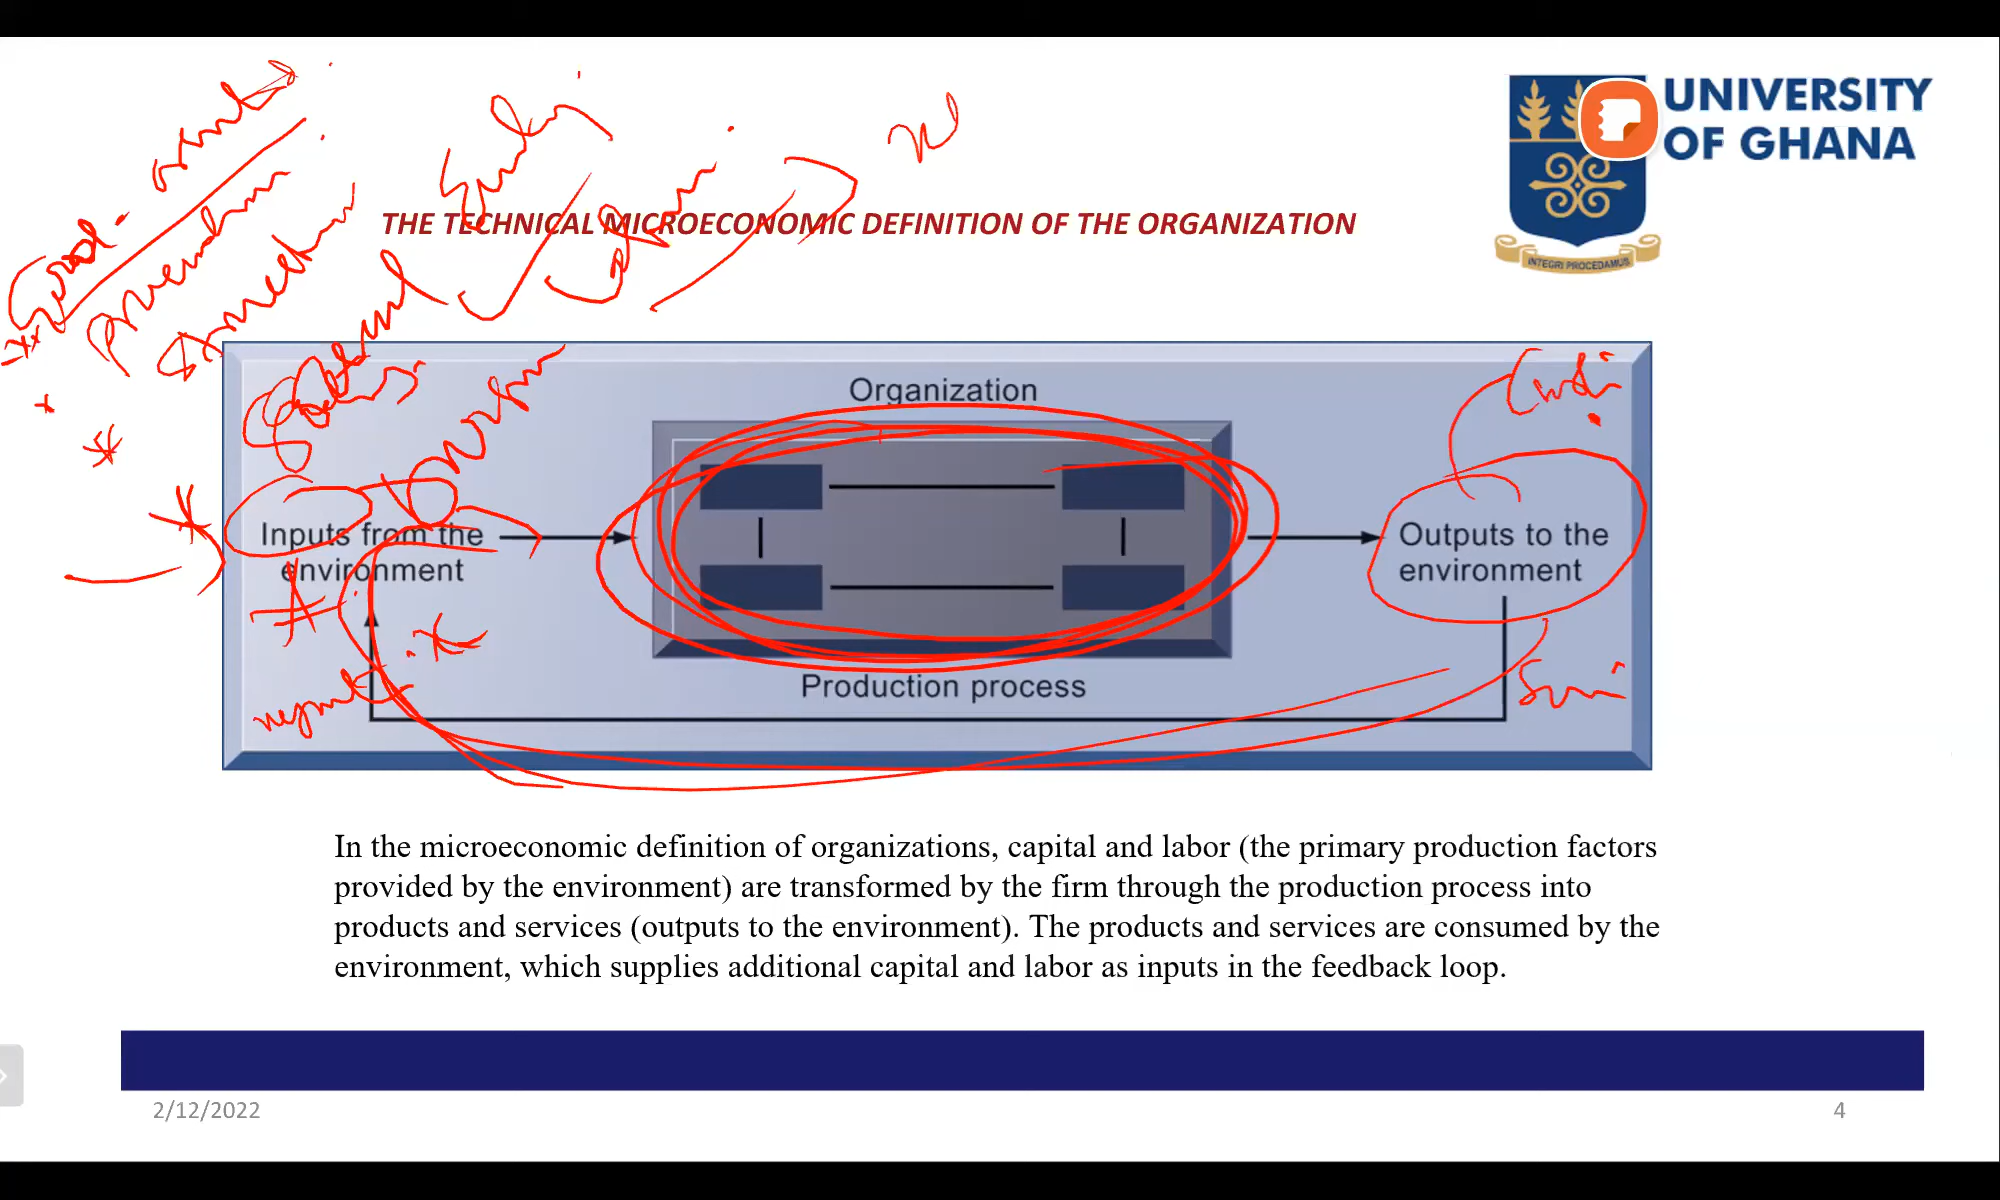 UNIVERSITY
OF GHANA
INTEGRI PROCEDAMUS
THE TECHNICAL MICROECONOMIC DEFINITION OF THE ORGANIZATION
Organization
Inputs from the
environment
Outputs to the
environment
Production process
In the microeconomic definition of organizations, capital and labor (the primary production factors
provided by the environment) are transformed by the firm through the production process into
products and services (outputs to the environment). The products and services are consumed by the
environment, which supplies additional capital and labor as inputs in the feedback loop.
2/12/2022
4